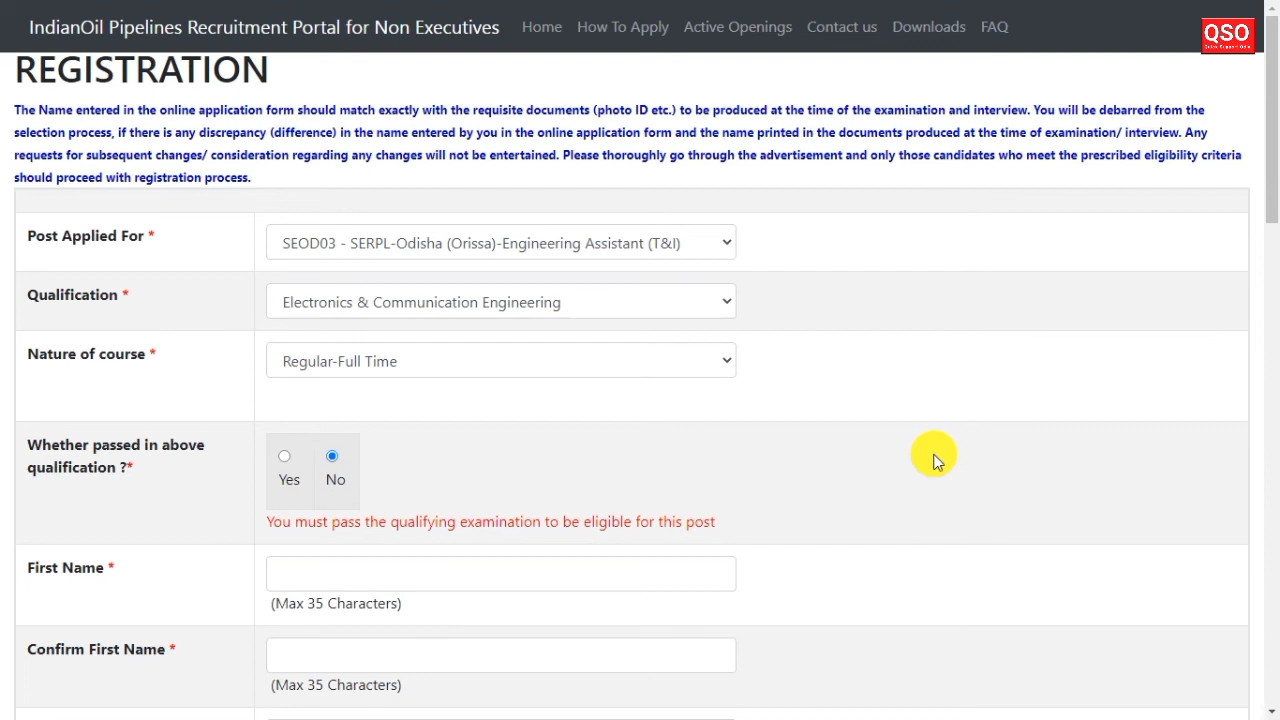 IndianOil Pipelines Recruitment Portal for Non Executives Home How To Apply Active Openings Contact us Downloads FAQ
QSO
Quick Support Odia
REGISTRATION
The Name entered in the online application form should match exactly with the requisite documents (photo ID etc.) to be produced at the time of the examination and interview. You will be debarred from the
selection process, if there is any discrepancy (difference) in the name entered by you in the online application form and the name printed in the documents produced at the time of examination/ interview. Any
requests for subsequent changes/ consideration regarding any changes will not be entertained. Please thoroughly go through the advertisement and only those candidates who meet the prescribed eligibility criteria
should proceed with registration process.
Post Applied For *
SEOD03 - SERPL-Odisha (Orissa)-Engineering Assistant (T&I)
Qualification *
Electronics & Communication Engineering
Nature of course *
Regular-Full Time
Whether passed in above
qualification ?*
Yes No
You must pass the qualifying examination to be eligible for this post
First Name *
(Max 35 Characters)
Confirm First Name *
(Max 35 Characters)